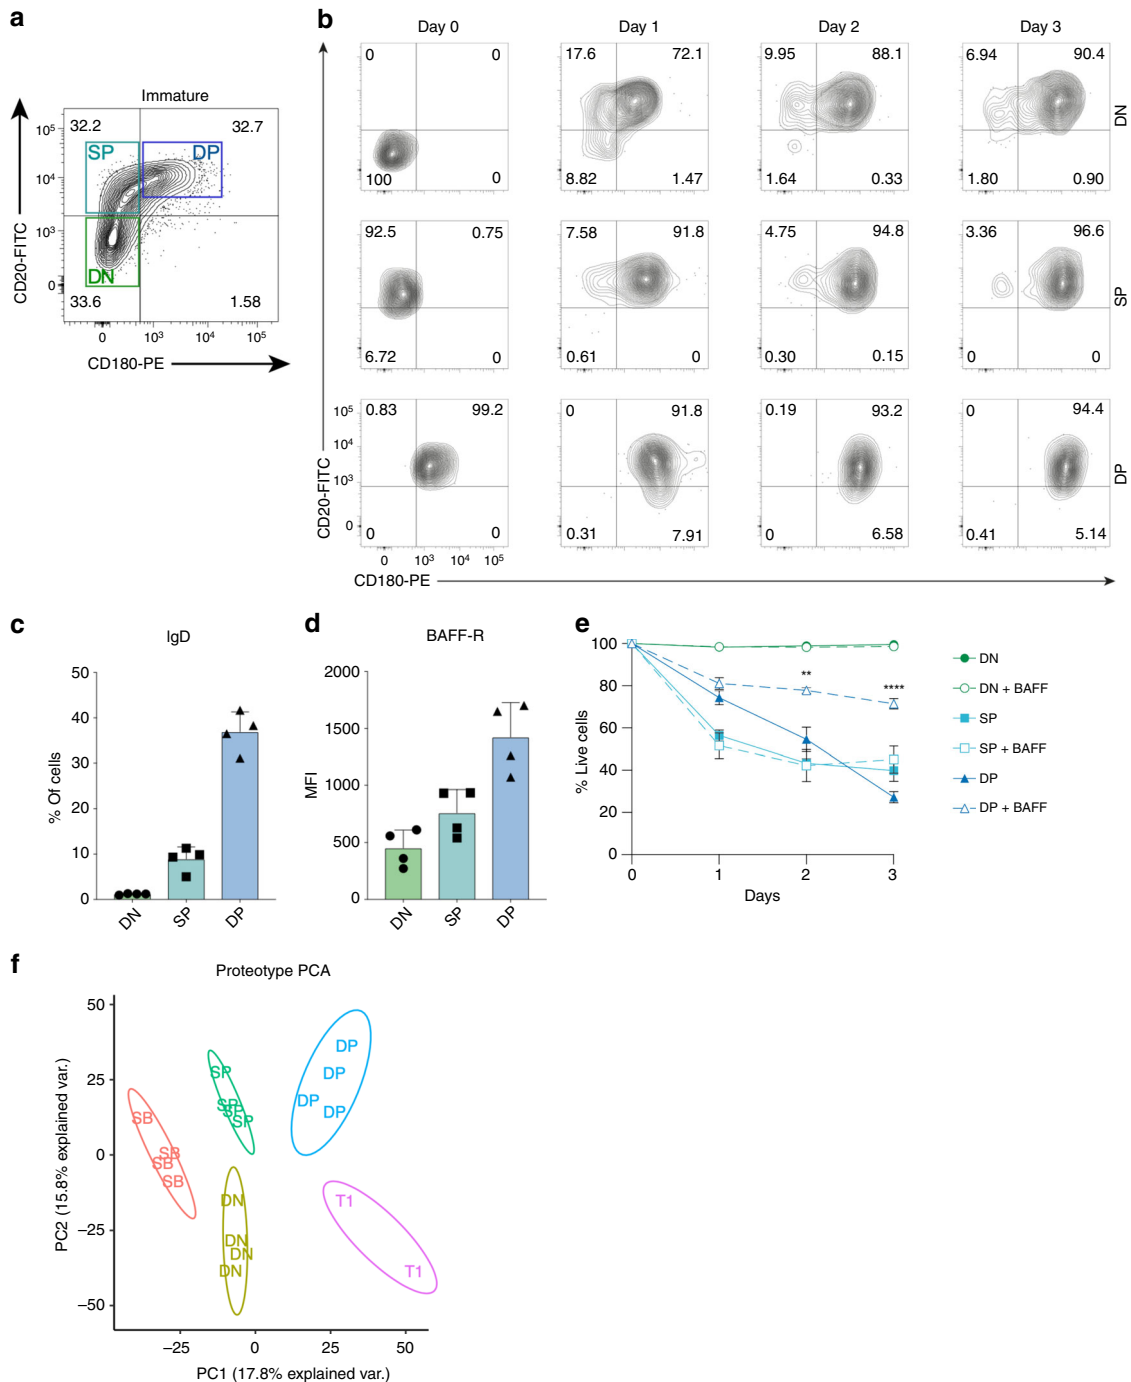 a
Immature
32.2
32.7
SP
DP
DN
33.6
1.58
10⁵
10⁴
10³
0
CD20-FITC
0
10³
10⁴
10⁵
CD180-PE
b
Day 0
Day 1
Day 2
Day 3
0
0
100
0
17.6
72.1
8.82
1.47
9.95
88.1
1.64
0.33
6.94
90.4
1.80
0.90
DN
92.5
0.75
6.72
0
7.58
91.8
0.61
0
4.75
94.8
0.30
0.15
3.36
96.6
0
0
SP
0.83
99.2
0
0
0
91.8
0.31
7.91
0.19
93.2
0
6.58
0
94.4
0.41
5.14
DP
10⁵
10⁴
10³
0
CD20-FITC
0
10³
10⁴
10⁵
CD180-PE
c
IgD
50
40
30
20
10
0
% Of cells
DN
SP
DP
d
BAFF-R
2000
1500
1000
500
0
MFI
DN
SP
DP
e
100
80
60
40
20
0
% Live cells
**
****
0
1
2
3
Days
DN
DN + BAFF
SP
SP + BAFF
DP
DP + BAFF
f
Proteotype PCA
50
25
0
−25
−50
PC2 (15.8% explained var.)
SB
SB
SB
SB
SP
SP
SP
SP
DN
DN
DN
DN
DP
DP
DP
DP
T1
T1
−25
0
25
50
PC1 (17.8% explained var.)